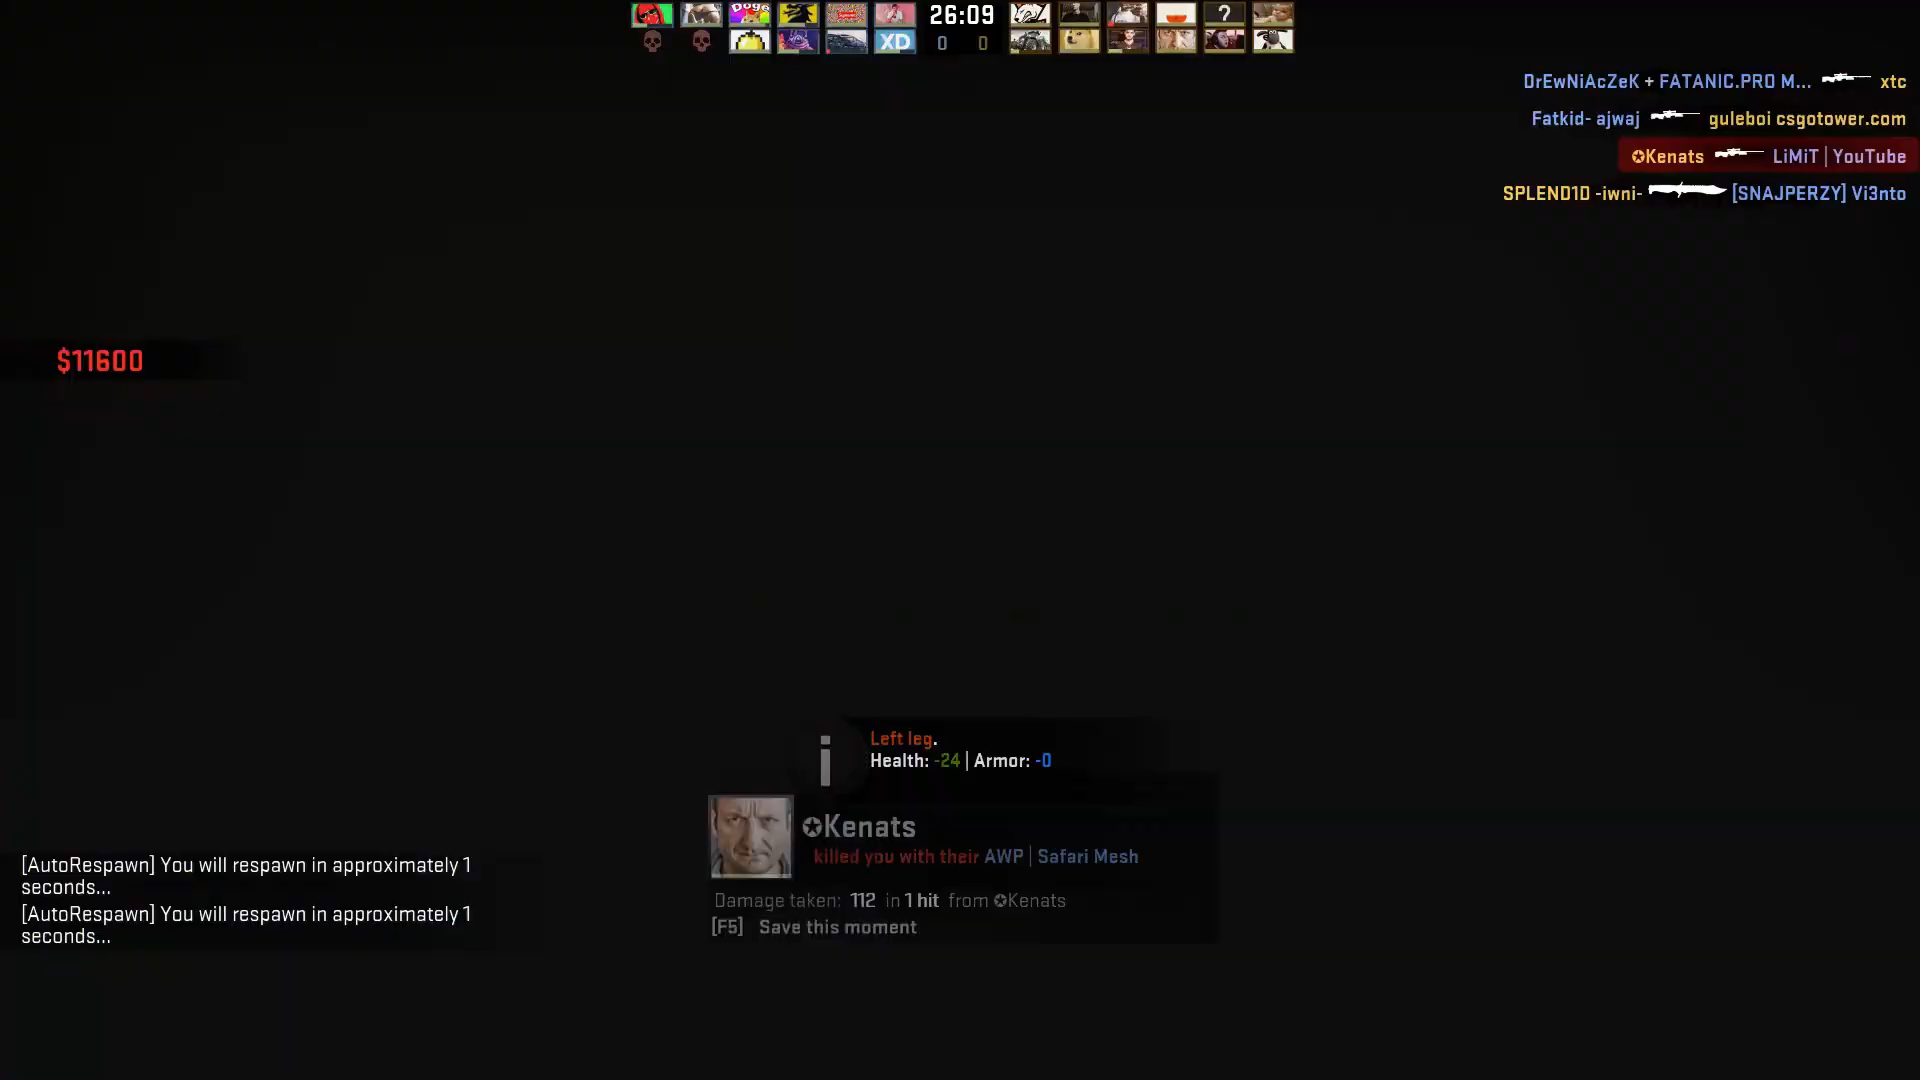 Doge
26:09
?
XD
0
0
DrEwNiAcZeK + FATANIC.PRO M... xtc
Fatkid- ajwaj guleboi csgotower.com
✪Kenats LiMiT | YouTube
SPLEND1D -iwni- [SNAJPERZY] Vi3nto
$11600
Left leg.
Health: -24 | Armor: -0
✪Kenats
killed you with their AWP | Safari Mesh
Damage taken: 112 in 1 hit from ✪Kenats
[F5] Save this moment
[AutoRespawn] You will respawn in approximately 1
seconds...
[AutoRespawn] You will respawn in approximately 1
seconds...